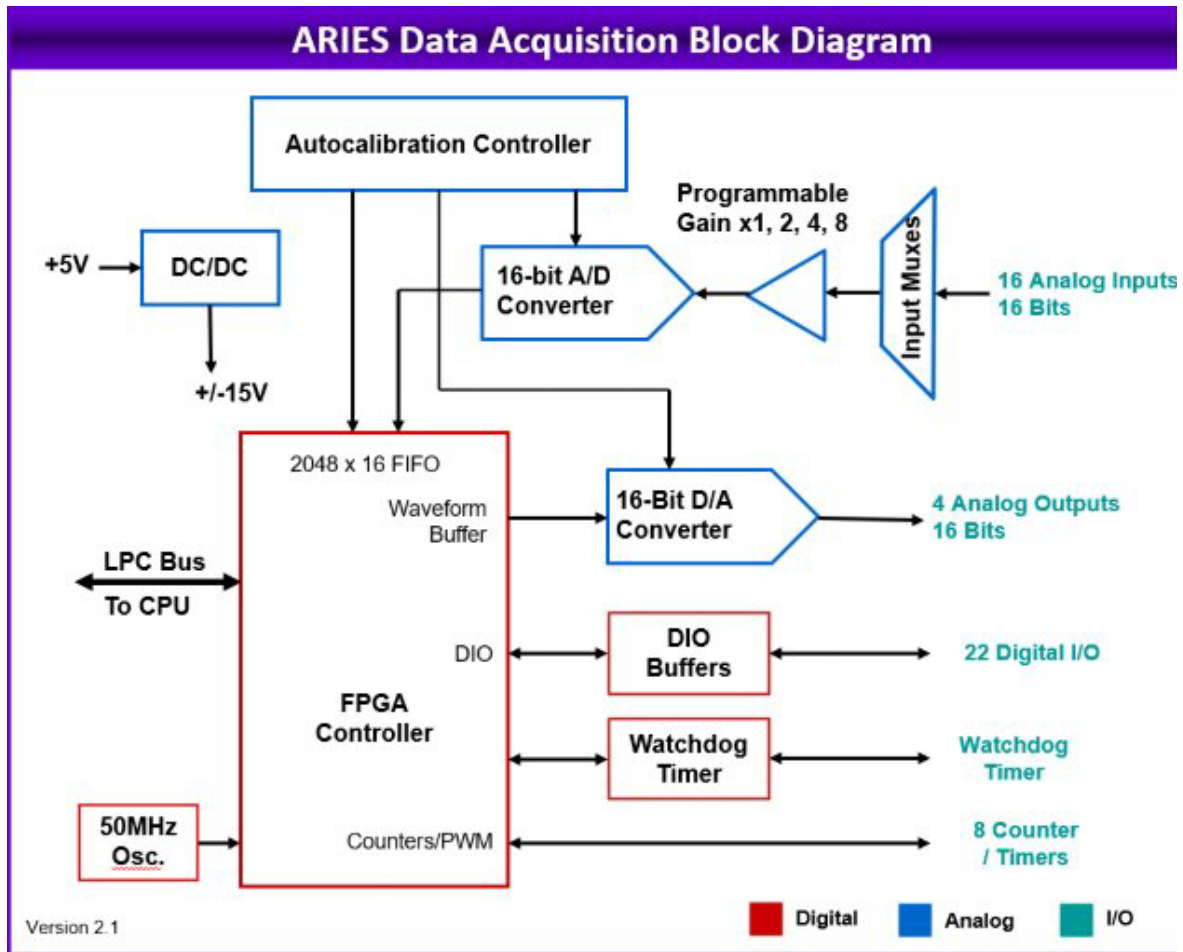 ARIES Data Acquisition Block Diagram
Autocalibration Controller
Programmable
Gain x1, 2, 4, 8
Input Muxes
+5V
DC/DC
16-bit A/D
Converter
16 Analog Inputs
16 Bits
+/-15V
2048 x 16 FIFO
Waveform
Buffer
16-Bit D/A
Converter
4 Analog Outputs
16 Bits
LPC Bus
To CPU
DIO
DIO
Buffers
22 Digital I/O
FPGA
Controller
Watchdog
Timer
Watchdog
Timer
50MHz
Osc.
Counters/PWM
8 Counter
/ Timers
Version 2.1
Digital
Analog
I/O